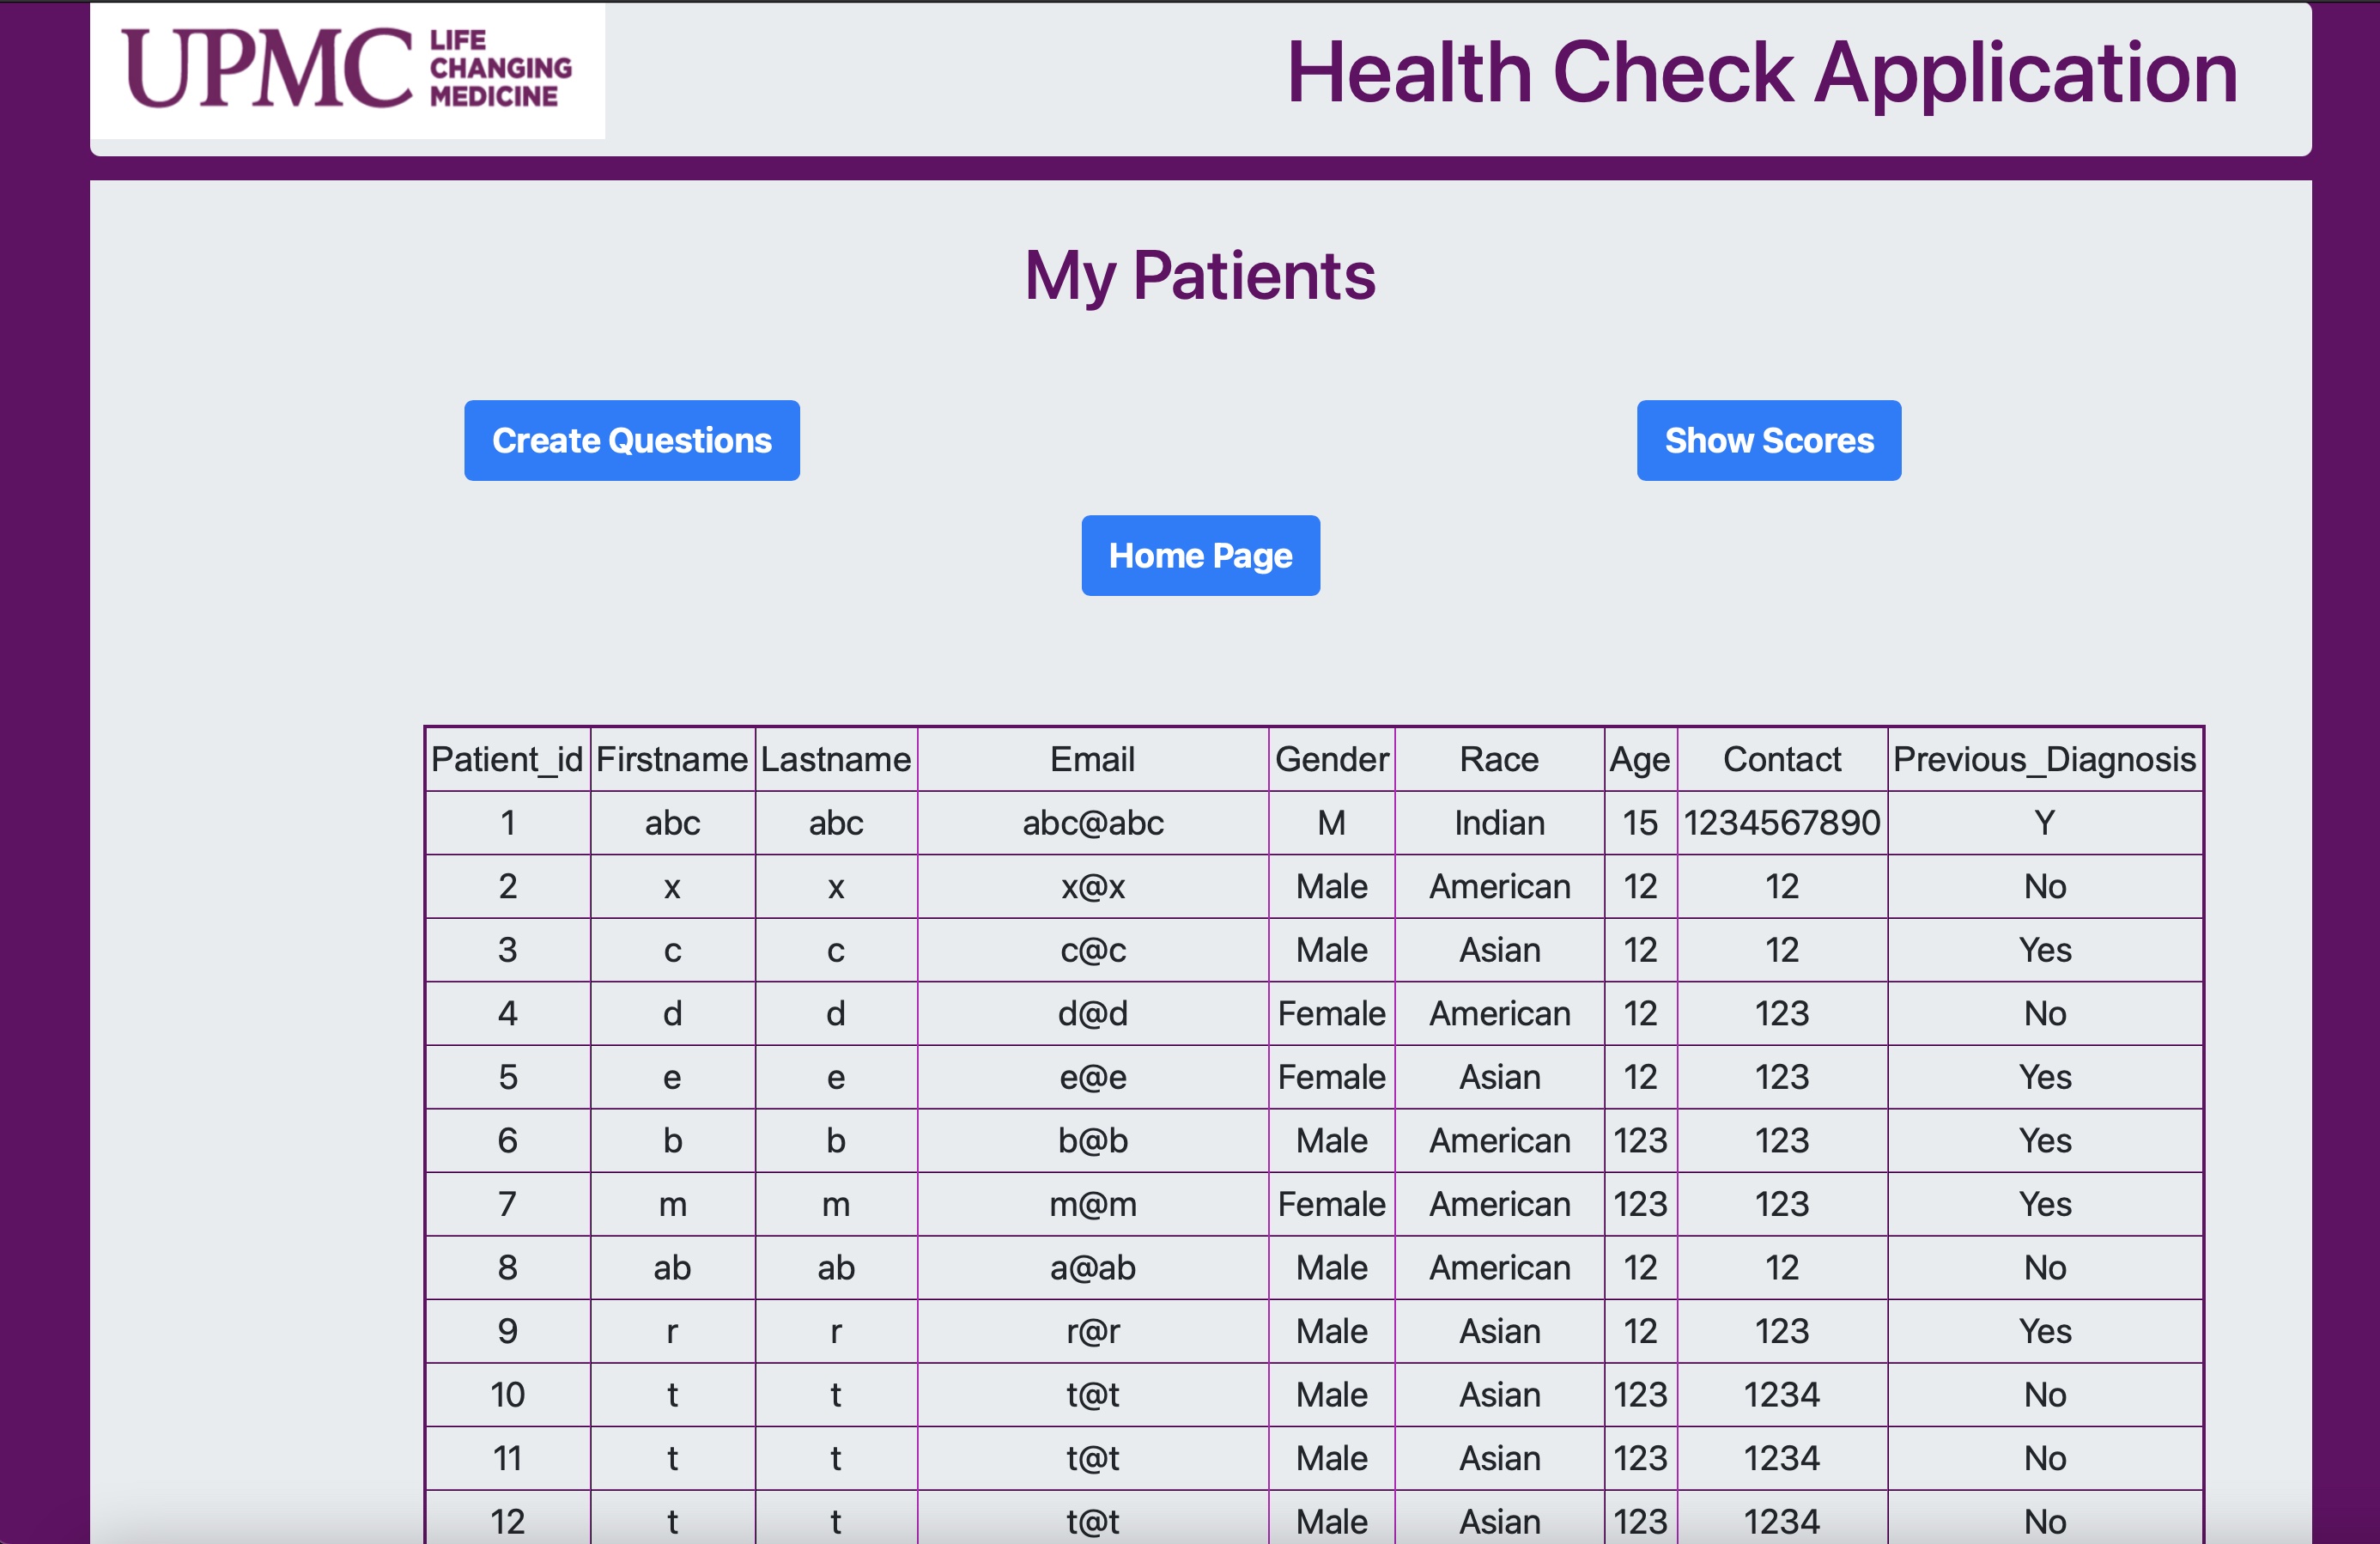 UPMC LIFE
CHANGING
MEDICINE
Health Check Application
My Patients
Create Questions
Show Scores
Home Page
Patient_id Firstname Lastname Email Gender Race Age Contact Previous_Diagnosis
1 abc abc abc@abc M Indian 15 1234567890 Y
2 x x x@x Male American 12 12 No
3 c c c@c Male Asian 12 12 Yes
4 d d d@d Female American 12 123 No
5 e e e@e Female Asian 12 123 Yes
6 b b b@b Male American 123 123 Yes
7 m m m@m Female American 123 123 Yes
8 ab ab a@ab Male American 12 12 No
9 r r r@r Male Asian 12 123 Yes
10 t t t@t Male Asian 123 1234 No
11 t t t@t Male Asian 123 1234 No
12 t t t@t Male Asian 123 1234 No